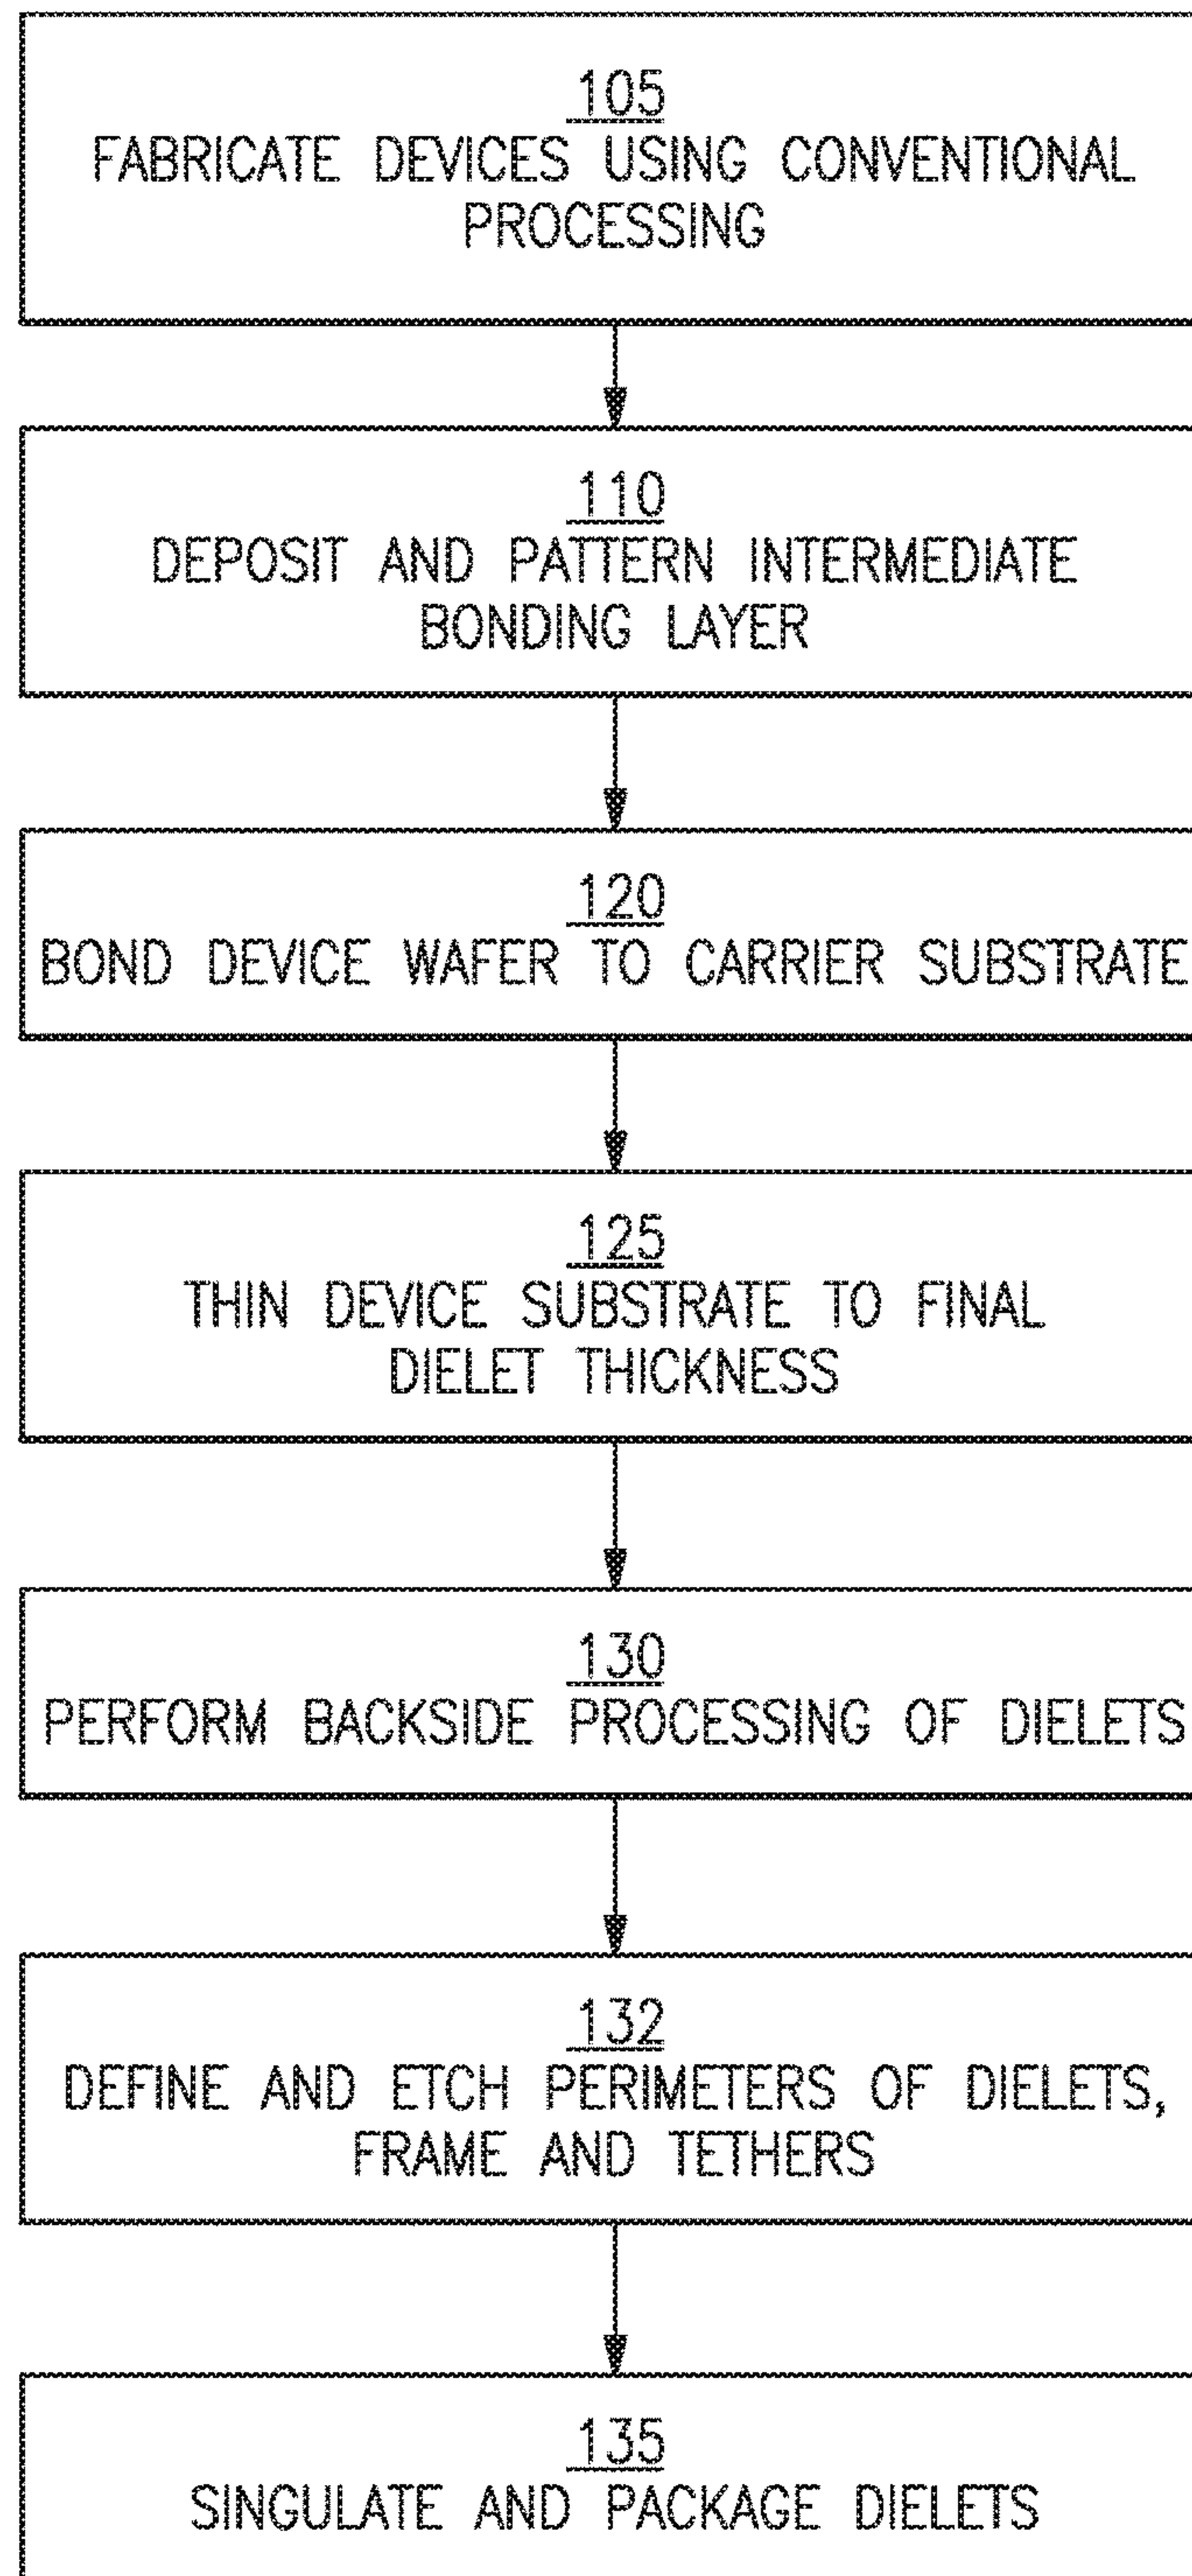 105
FABRICATE DEVICES USING CONVENTIONAL
PROCESSING
110
DEPOSIT AND PATTERN INTERMEDIATE
BONDING LAYER
120
BOND DEVICE WAFER TO CARRIER SUBSTRATE
125
THIN DEVICE SUBSTRATE TO FINAL
DIELET THICKNESS
130
PERFORM BACKSIDE PROCESSING OF DIELETS
132
DEFINE AND ETCH PERIMETERS OF DIELETS,
FRAME AND TETHERS
135
SINGULATE AND PACKAGE DIELETS